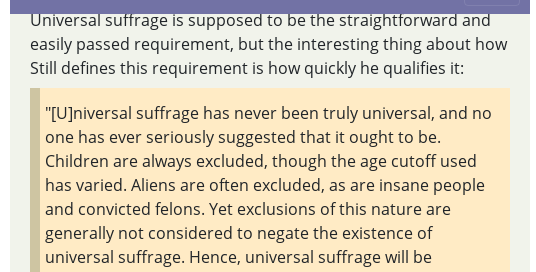 Universal suffrage is supposed to be the straightforward and
easily passed requirement, but the interesting thing about how
Still defines this requirement is how quickly he qualifies it:
"[U]niversal suffrage has never been truly universal, and no
one has ever seriously suggested that it ought to be.
Children are always excluded, though the age cutoff used
has varied. Aliens are often excluded, as are insane people
and convicted felons. Yet exclusions of this nature are
generally not considered to negate the existence of
universal suffrage. Hence, universal suffrage will be